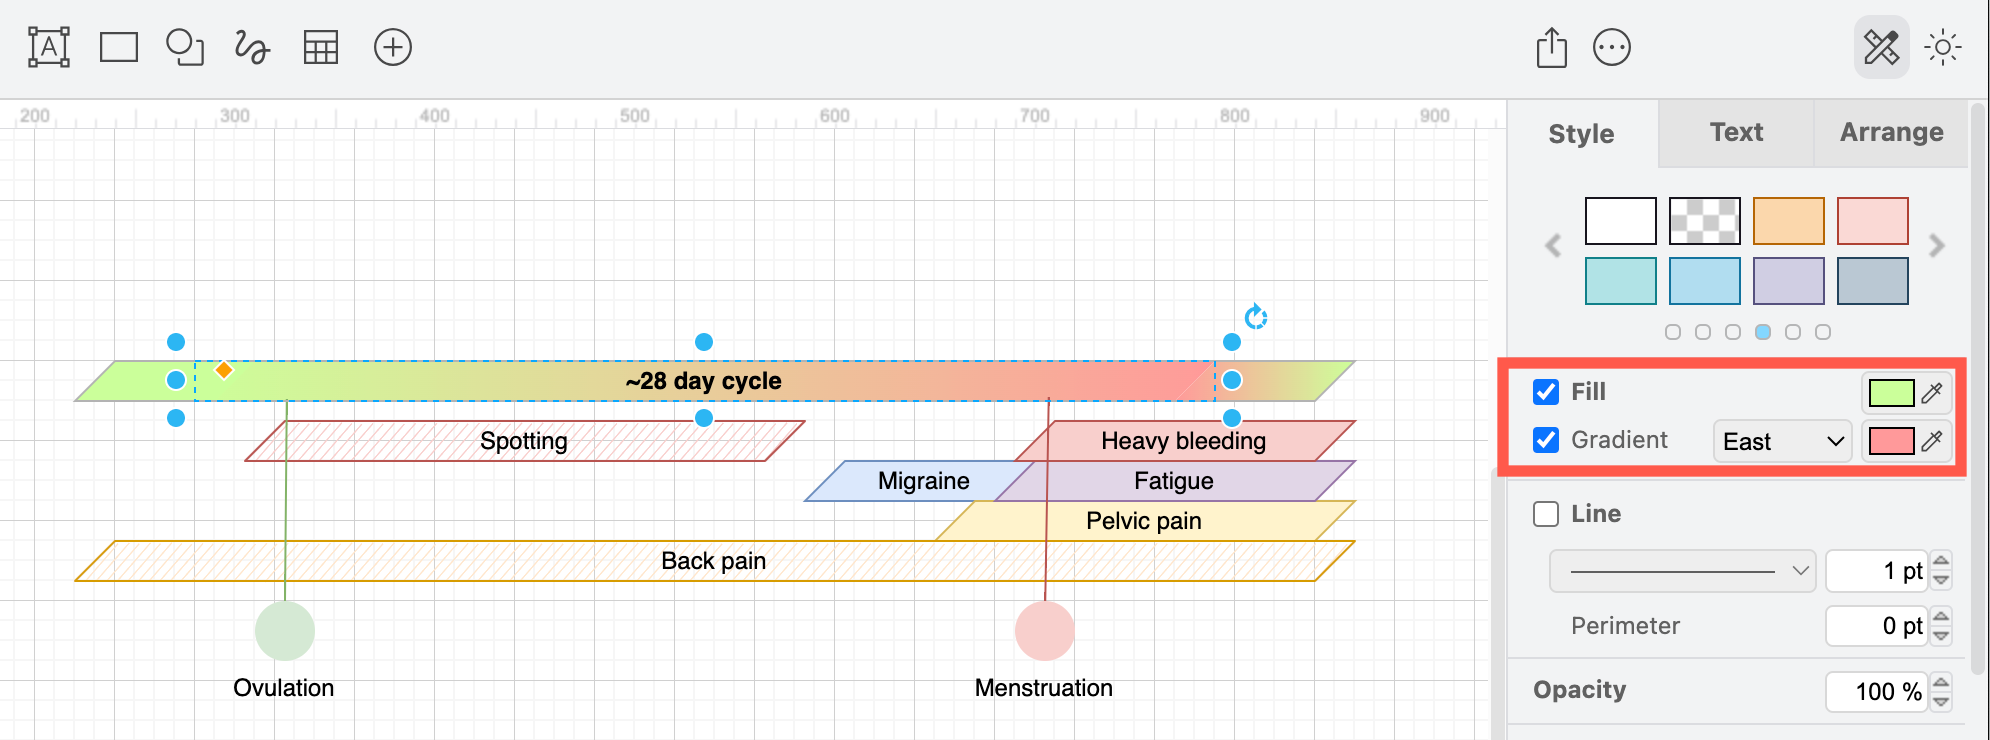 A
200 300 400 500 600 700 800 900
Style Text Arrange
~28 day cycle
Spotting
Heavy bleeding
Migraine
Fatigue
Pelvic pain
Back pain
Ovulation
Menstruation
Fill
Gradient East
Line
1 pt
Perimeter 0 pt
Opacity 100 %